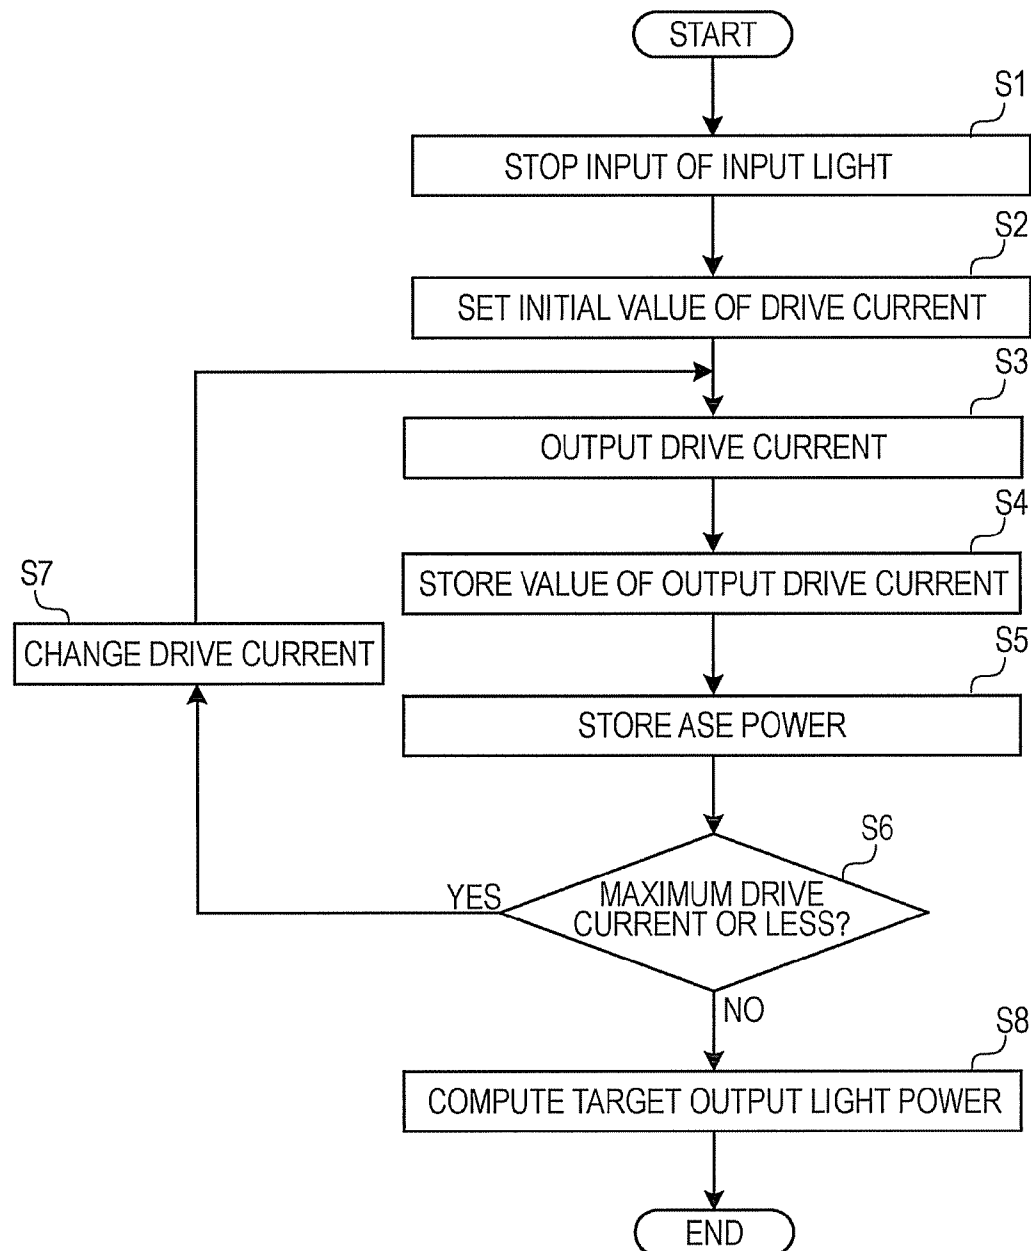 START
S1
STOP INPUT OF INPUT LIGHT
S2
SET INITIAL VALUE OF DRIVE CURRENT
S3
OUTPUT DRIVE CURRENT
S4
STORE VALUE OF OUTPUT DRIVE CURRENT
S7
CHANGE DRIVE CURRENT
S5
STORE ASE POWER
S6
YES
MAXIMUM DRIVE
CURRENT OR LESS?
NO
S8
COMPUTE TARGET OUTPUT LIGHT POWER
END